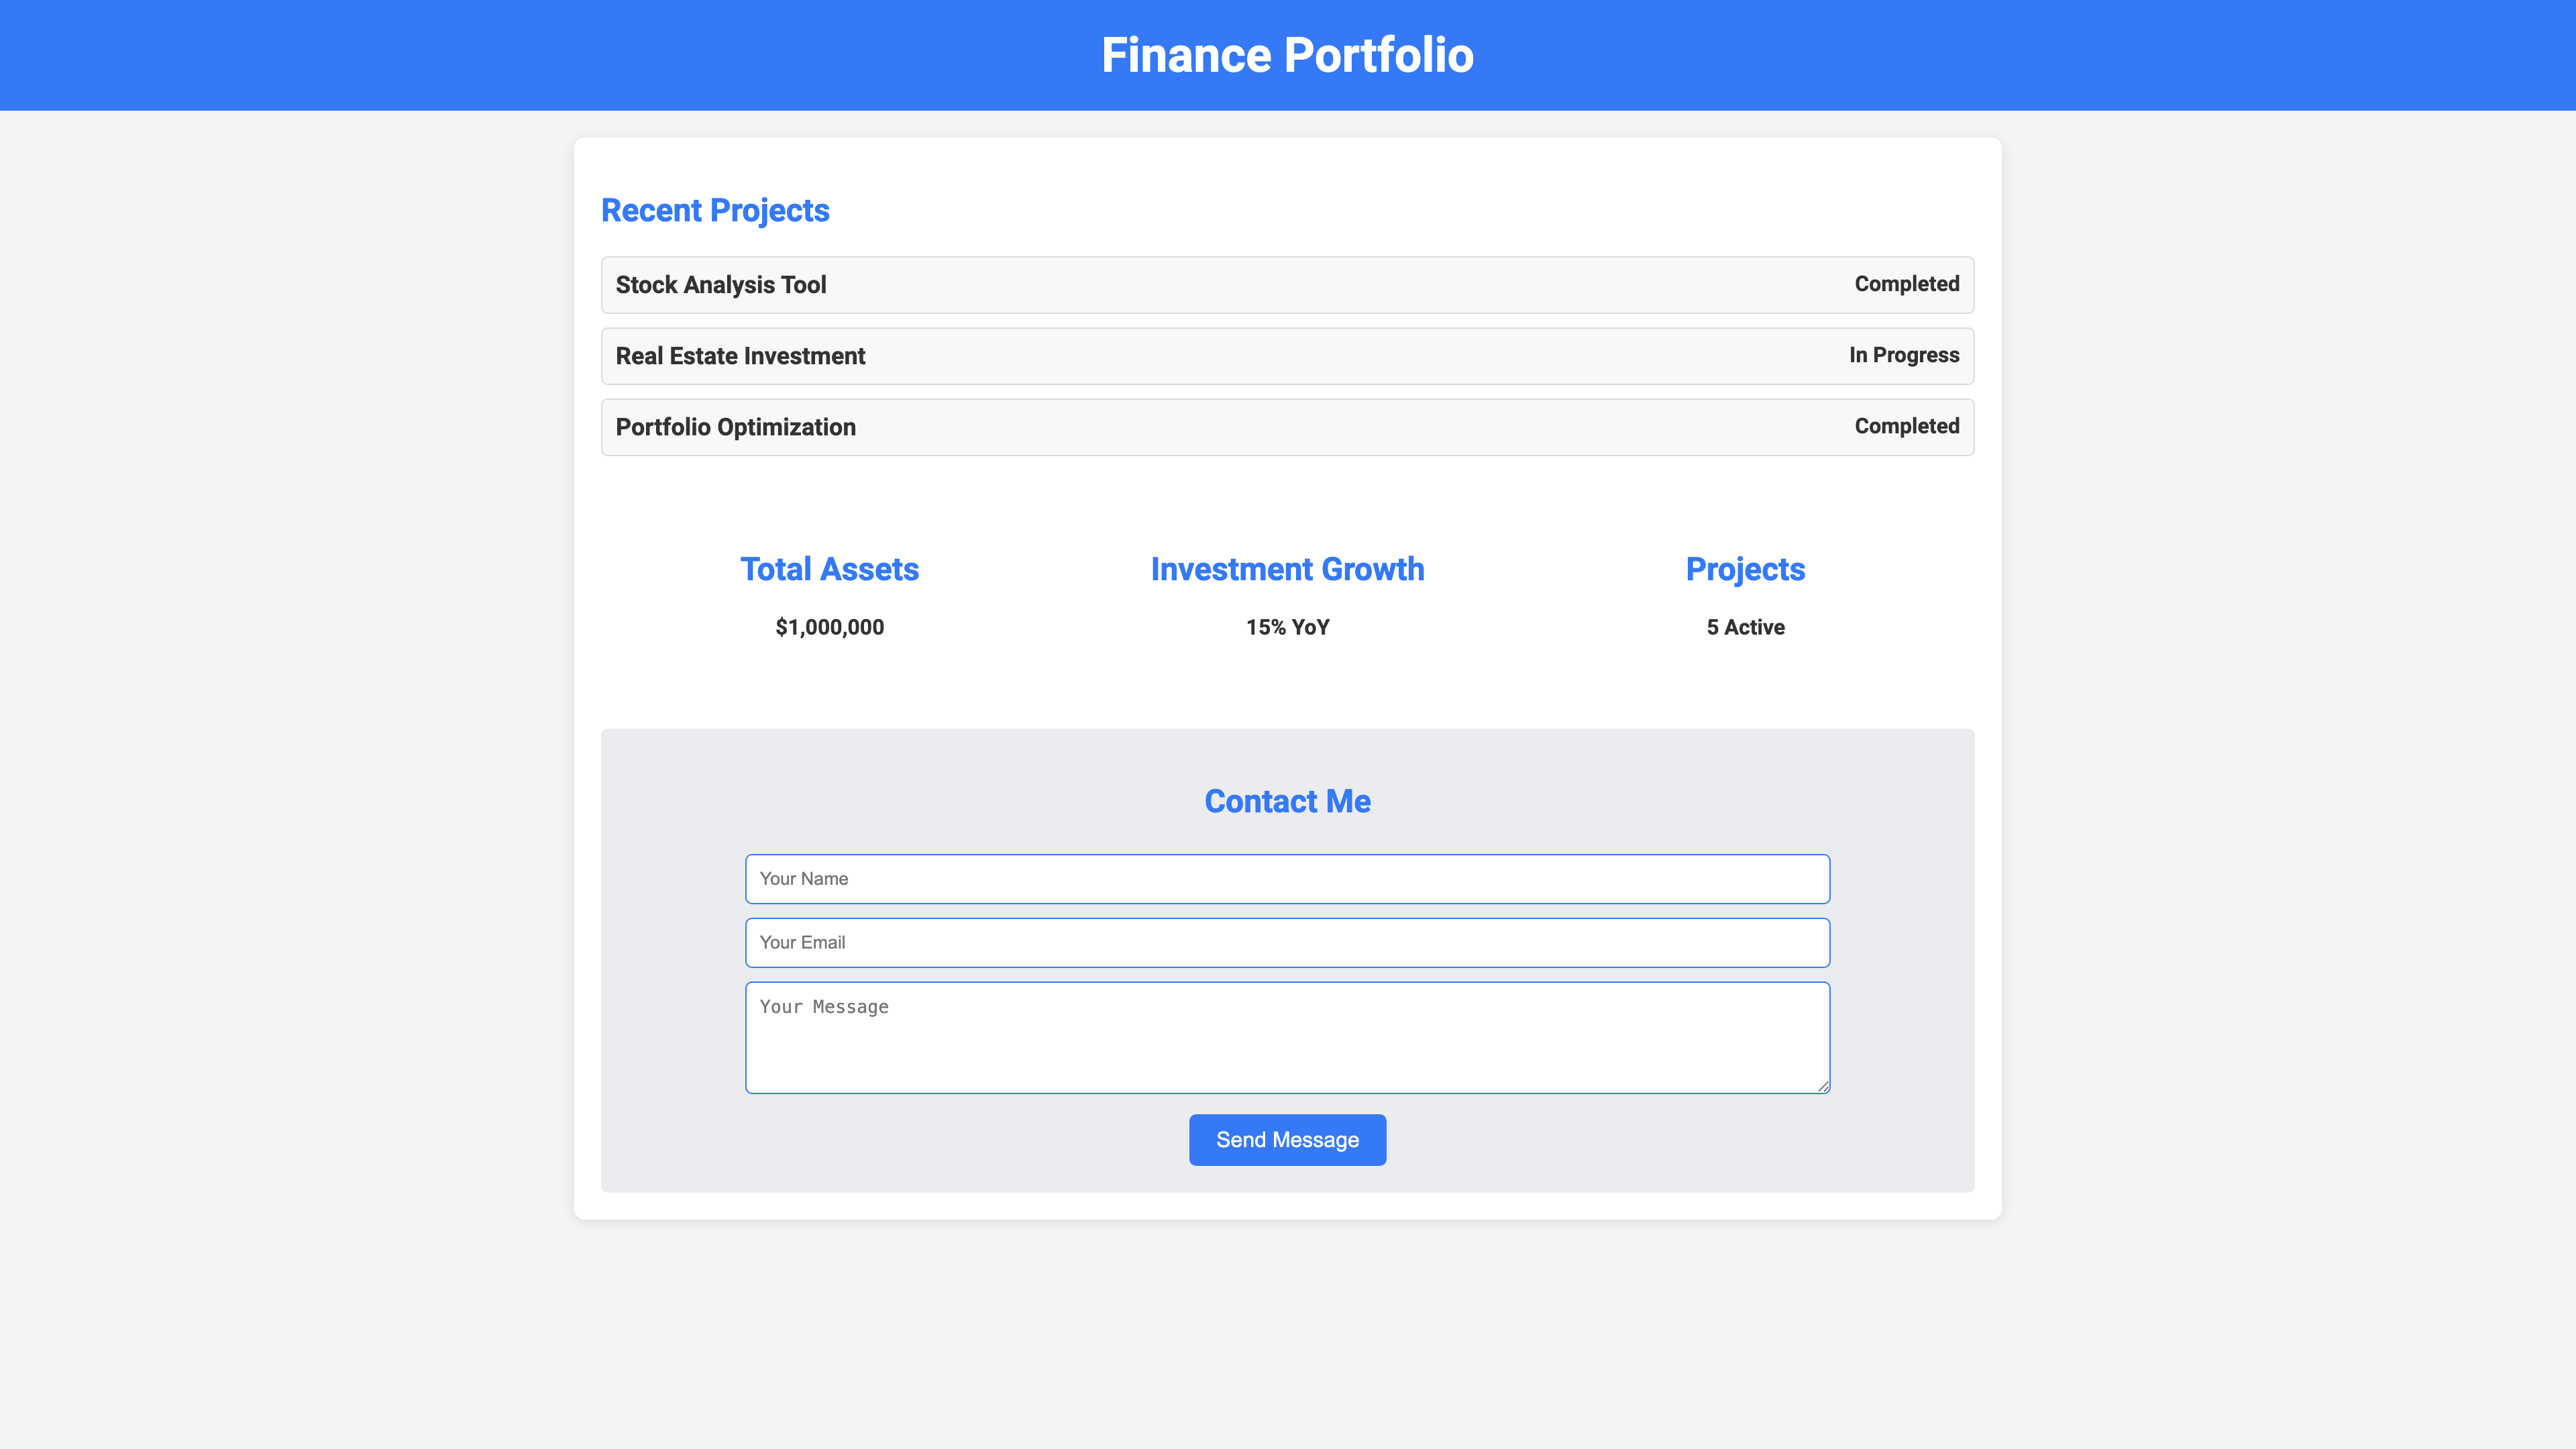 Finance Portfolio
Recent Projects
Stock Analysis Tool Completed
Real Estate Investment In Progress
Portfolio Optimization Completed
Total Assets Investment Growth Projects
$1,000,000 15% YoY 5 Active
Contact Me
Your Name
Your Email
Your Message
Send Message